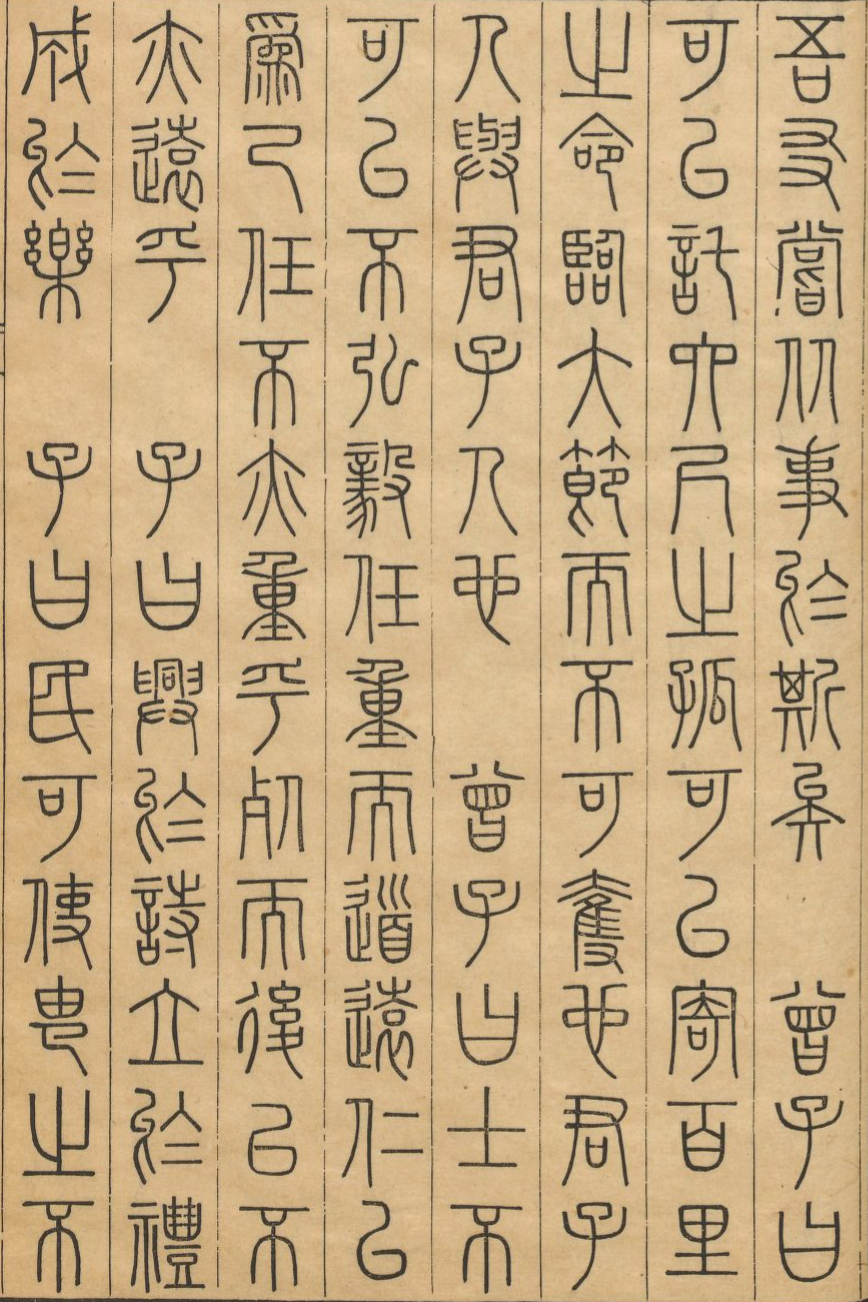 吾友嘗从事於斯矣　曾子曰
可以託六尺之孤可以寄百里
之命臨大節而不可奪也君子
人與君子人也　曾子曰士不
可以不弘毅任重而道遠仁以
爲己任不亦重乎死而後已不
亦遠乎　子曰興於詩立於禮
成於樂　子曰民可使由之不